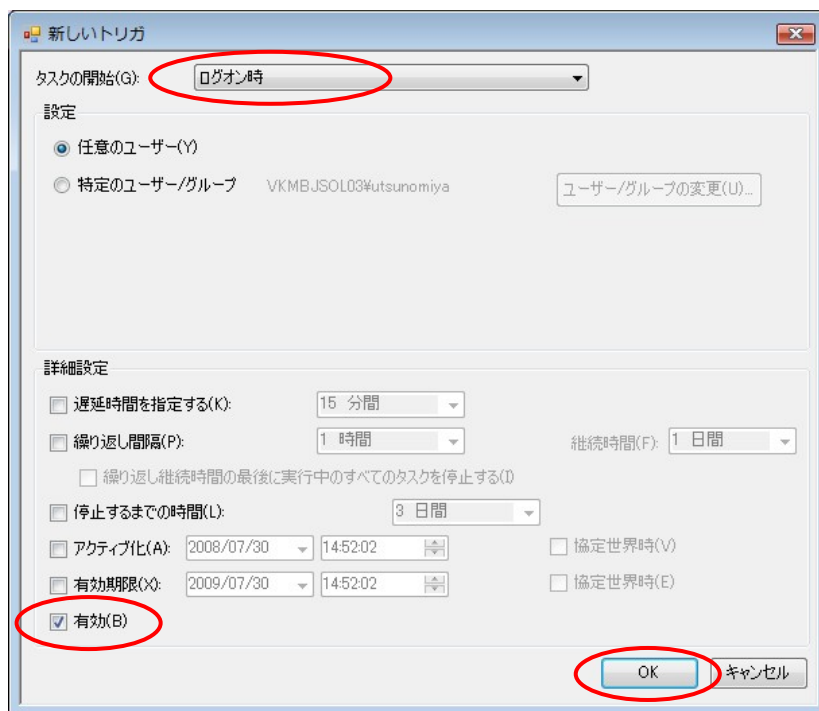 新しいトリガ
タスクの開始(G): ログオン時
設定
任意のユーザー(Y)
特定のユーザー/グループ VKMBJSOL03¥utsunomiya ユーザー/グループの変更(U)...
詳細設定
遅延時間を指定する(K): 15 分間
繰り返し間隔(P): 1 時間 継続時間(F): 1 日間
繰り返し継続時間の最後に実行中のすべてのタスクを停止する(I)
停止するまでの時間(L): 3 日間
アクティブ化(A): 2008/07/30 14:52:02 協定世界時(V)
有効期限(X): 2009/07/30 14:52:02 協定世界時(E)
有効(B)
OK キャンセル